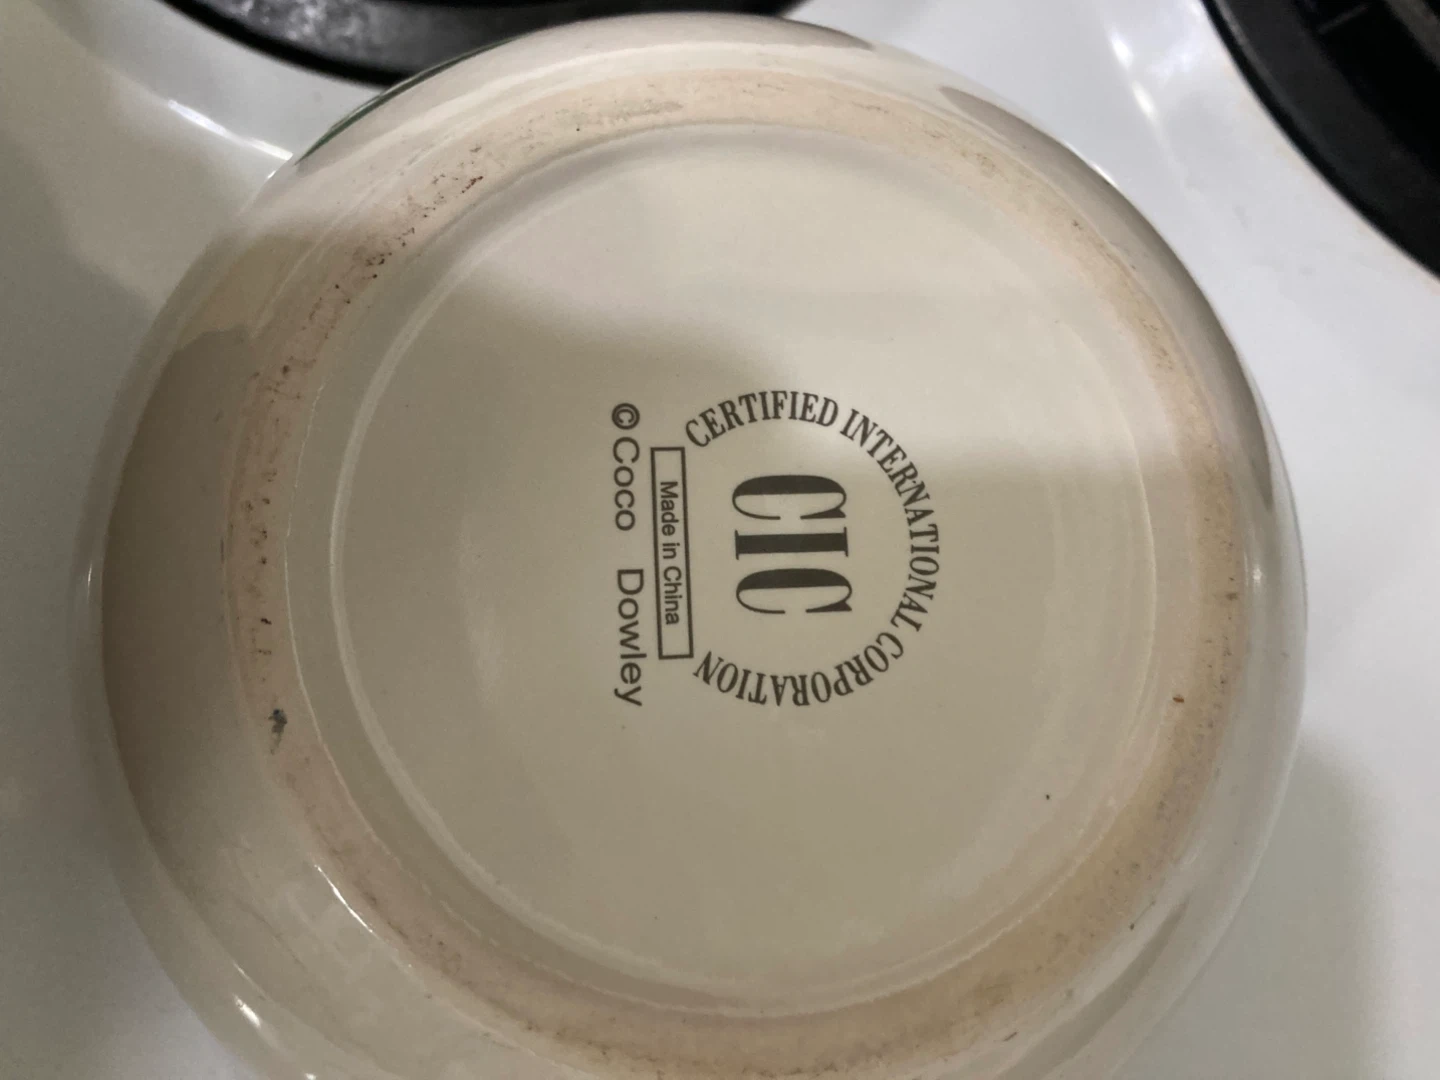 CERTIFIED INTERNATIONAL CORPORATION
CIC
Made in China
©Coco Dowley